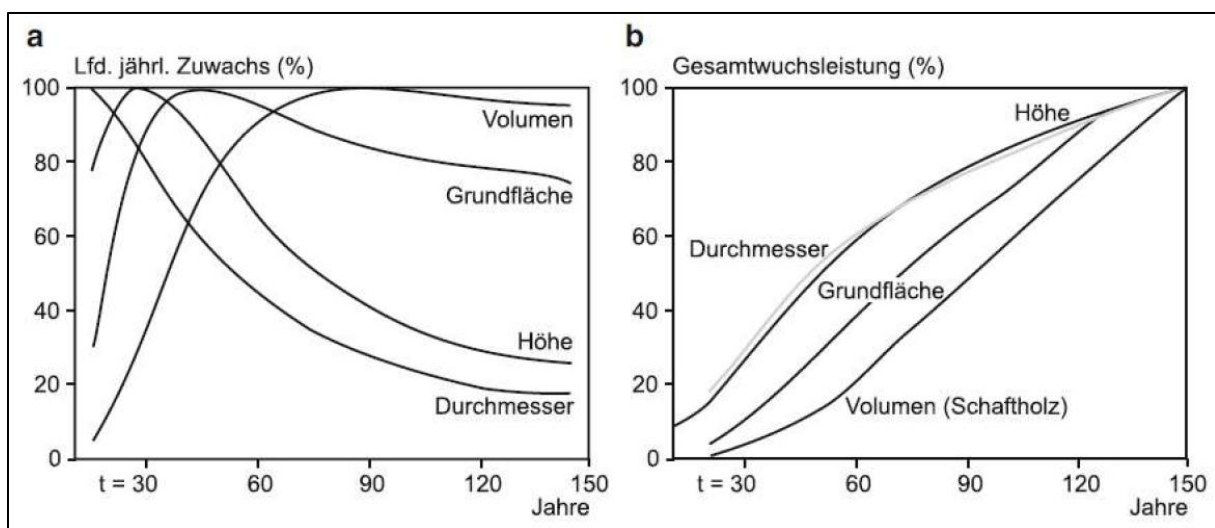 a
Lfd. jährl. Zuwachs (%)
100
80
60
40
20
0
Volumen
Grundfläche
Höhe
Durchmesser
t = 30
60
90
120
150
Jahre
b
Gesamtwuchsleistung (%)
100
80
60
40
20
0
Höhe
Durchmesser
Grundfläche
Volumen (Schaftholz)
t = 30
60
90
120
150
Jahre